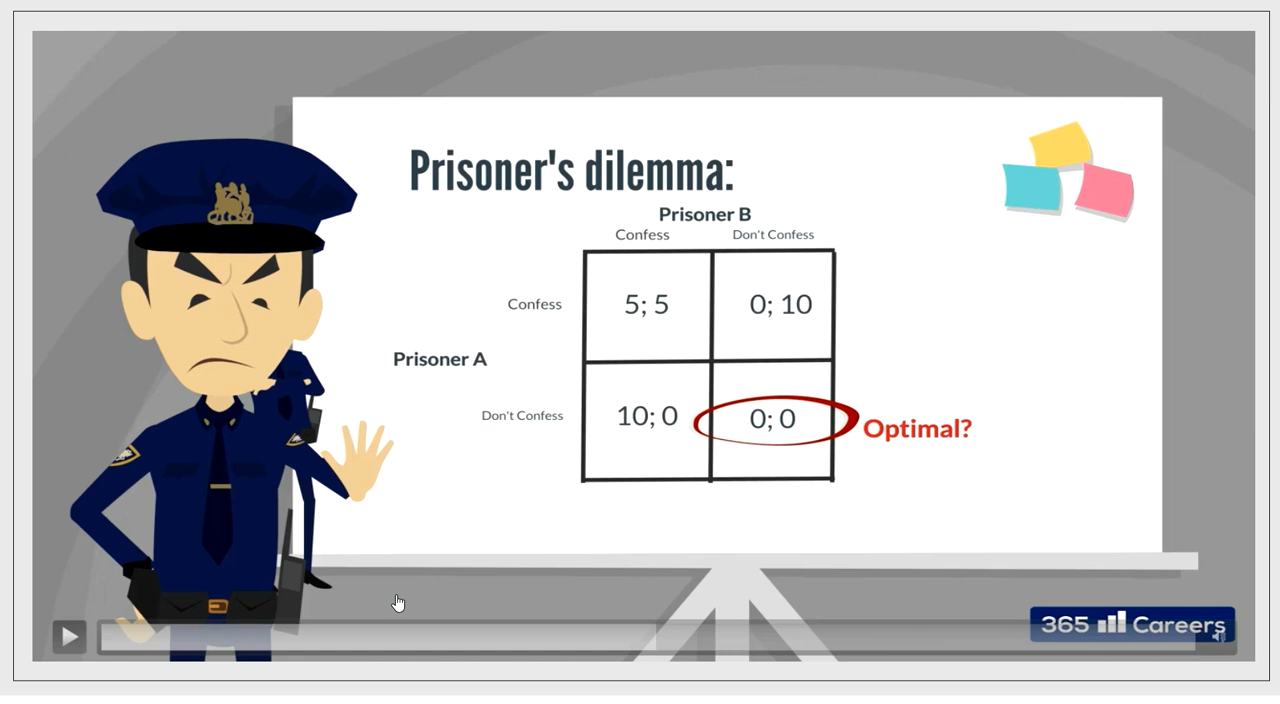 Prisoner's dilemma:
Prisoner B
Confess
Don't Confess
Confess
5; 5
0; 10
Prisoner A
Don't Confess
10; 0
0; 0
Optimal?
365 Careers